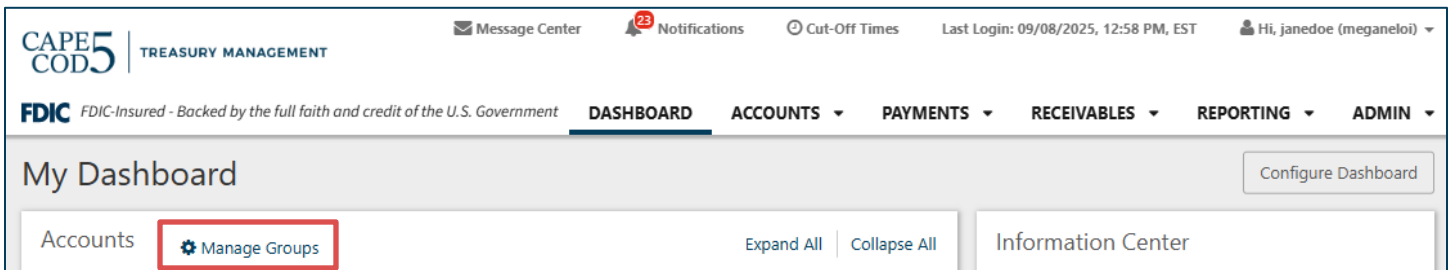 Message Center 23 Notifications Cut-Off Times Last Login: 09/08/2025, 12:58 PM, EST Hi, janedoe (meganeloi)
CAPE COD 5 TREASURY MANAGEMENT
FDIC FDIC-Insured - Backed by the full faith and credit of the U.S. Government DASHBOARD ACCOUNTS PAYMENTS RECEIVABLES REPORTING ADMIN
My Dashboard Configure Dashboard
Accounts Manage Groups Expand All Collapse All Information Center